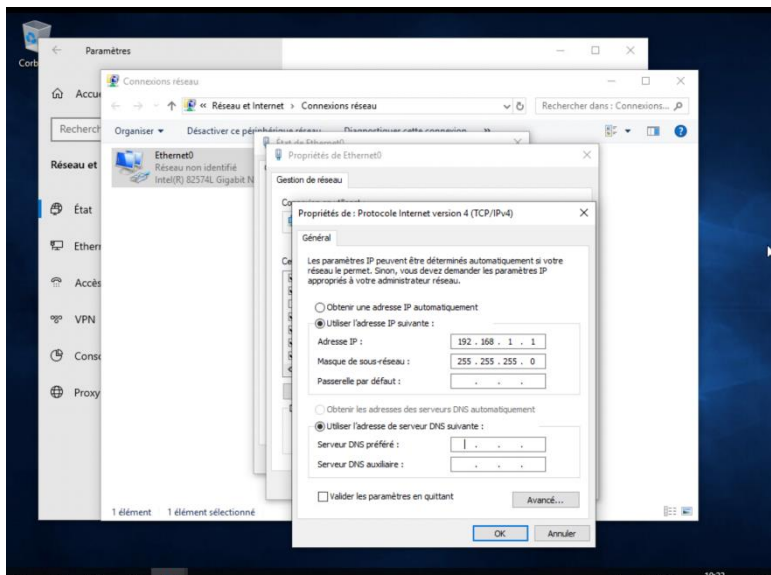 Corb
Paramètres
Connexions réseau
Accu
« Réseau et Internet › Connexions réseau
Rechercher dans : Connexions...
Recherch
Organiser
Désactiver ce périphérique réseau
Diagnostiquer cette connexion
»
État de Ethernet0
Ethernet0
Réseau non identifié
Intel(R) 82574L Gigabit N
Propriétés de Ethernet0
Réseau et
Gestion de réseau
État
Propriétés de : Protocole Internet version 4 (TCP/IPv4)
Général
Ethern
Ce
Les paramètres IP peuvent être déterminés automatiquement si votre
réseau le permet. Sinon, vous devez demander les paramètres IP
appropriés à votre administrateur réseau.
Accès
Obtenir une adresse IP automatiquement
VPN
Utiliser l'adresse IP suivante :
Adresse IP :
192 . 168 . 1 . 1
Conso
Masque de sous-réseau :
255 . 255 . 255 . 0
Passerelle par défaut :
. . .
Proxy
Obtenir les adresses des serveurs DNS automatiquement
Utiliser l'adresse de serveur DNS suivante :
Serveur DNS préféré :
. . .
Serveur DNS auxiliaire :
. . .
Valider les paramètres en quittant
Avancé...
1 élément
1 élément sélectionné
OK
Annuler